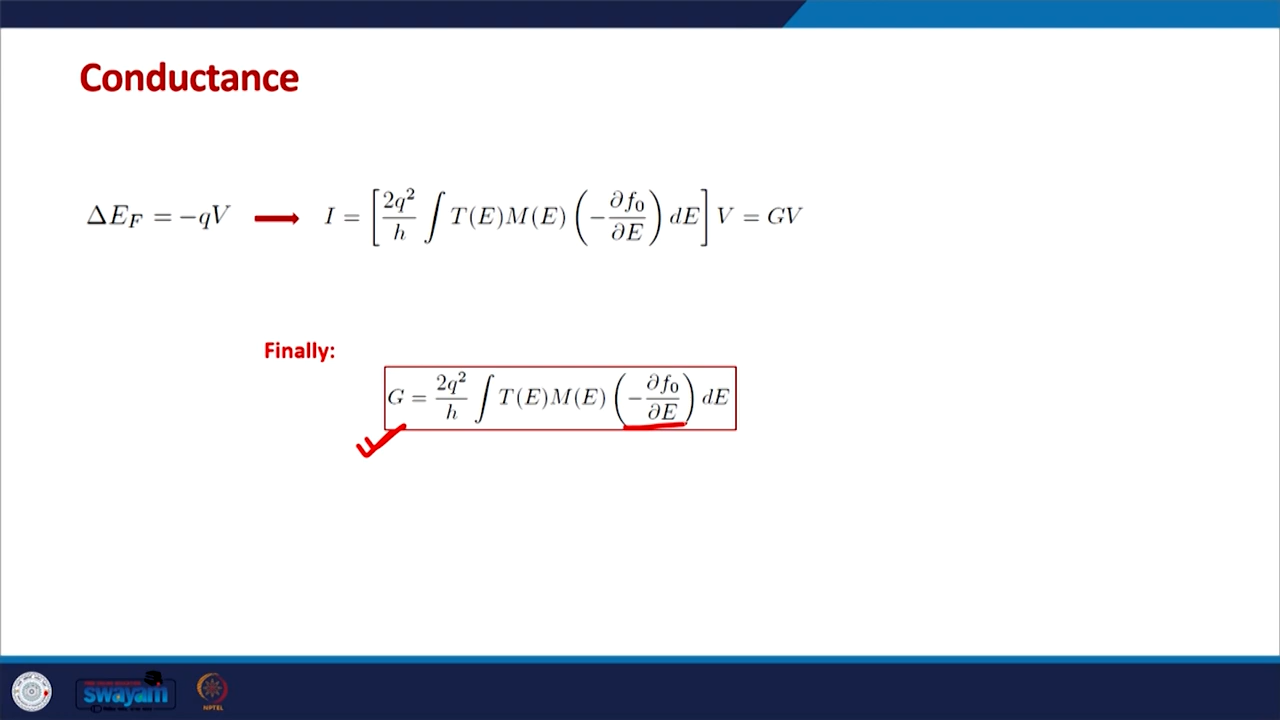 Conductance
ΔE_F = −qV → I = [2q²/h ∫ T(E)M(E) (−∂f₀/∂E) dE] V = GV
Finally:
G = 2q²/h ∫ T(E)M(E) (−∂f₀/∂E) dE
swayam
NPTEL